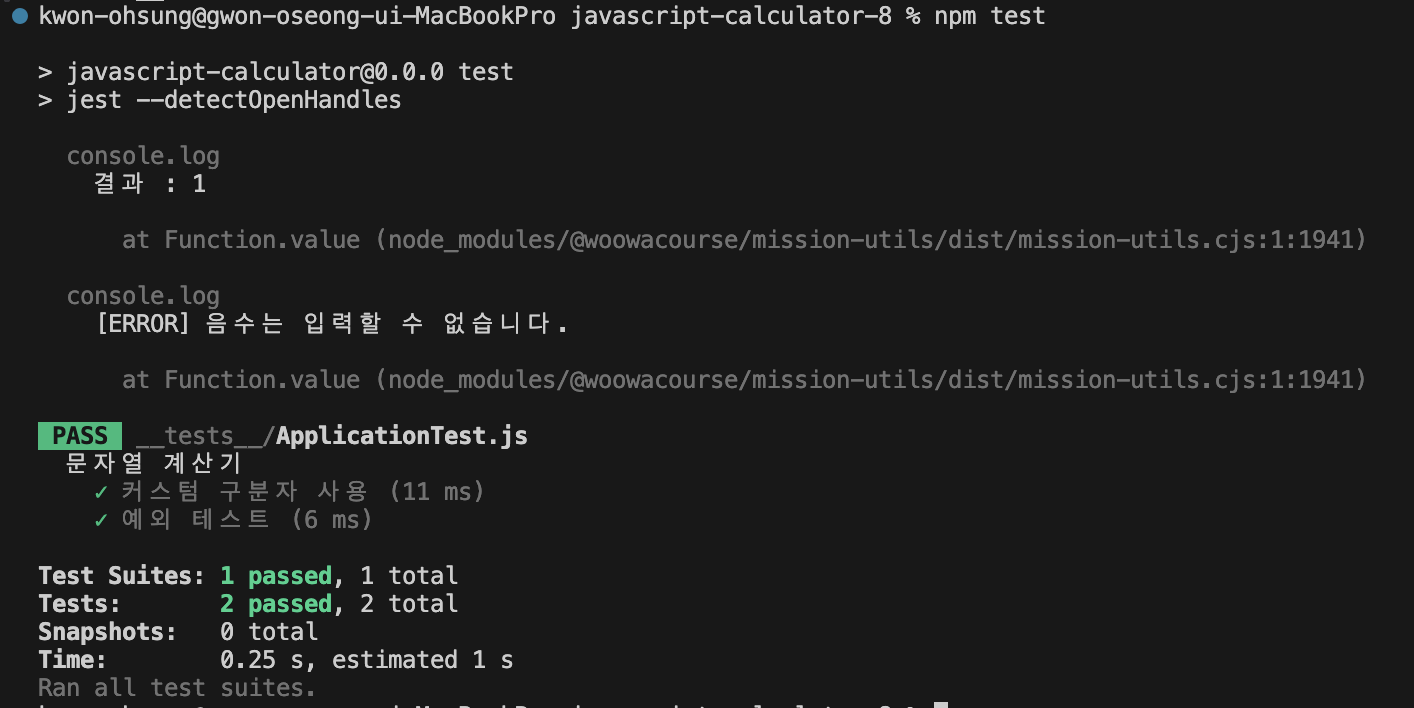 kwon-ohsung@gwon-oseong-ui-MacBookPro javascript-calculator-8 % npm test
> javascript-calculator@0.0.0 test
> jest --detectOpenHandles
console.log
결과 : 1
at Function.value (node_modules/@woowacourse/mission-utils/dist/mission-utils.cjs:1:1941)
console.log
[ERROR] 음수는 입력할 수 없습니다.
at Function.value (node_modules/@woowacourse/mission-utils/dist/mission-utils.cjs:1:1941)
PASS __tests__/ApplicationTest.js
문자열 계산기
✓ 커스텀 구분자 사용 (11 ms)
✓ 예외 테스트 (6 ms)
Test Suites: 1 passed, 1 total
Tests: 2 passed, 2 total
Snapshots: 0 total
Time: 0.25 s, estimated 1 s
Ran all test suites.